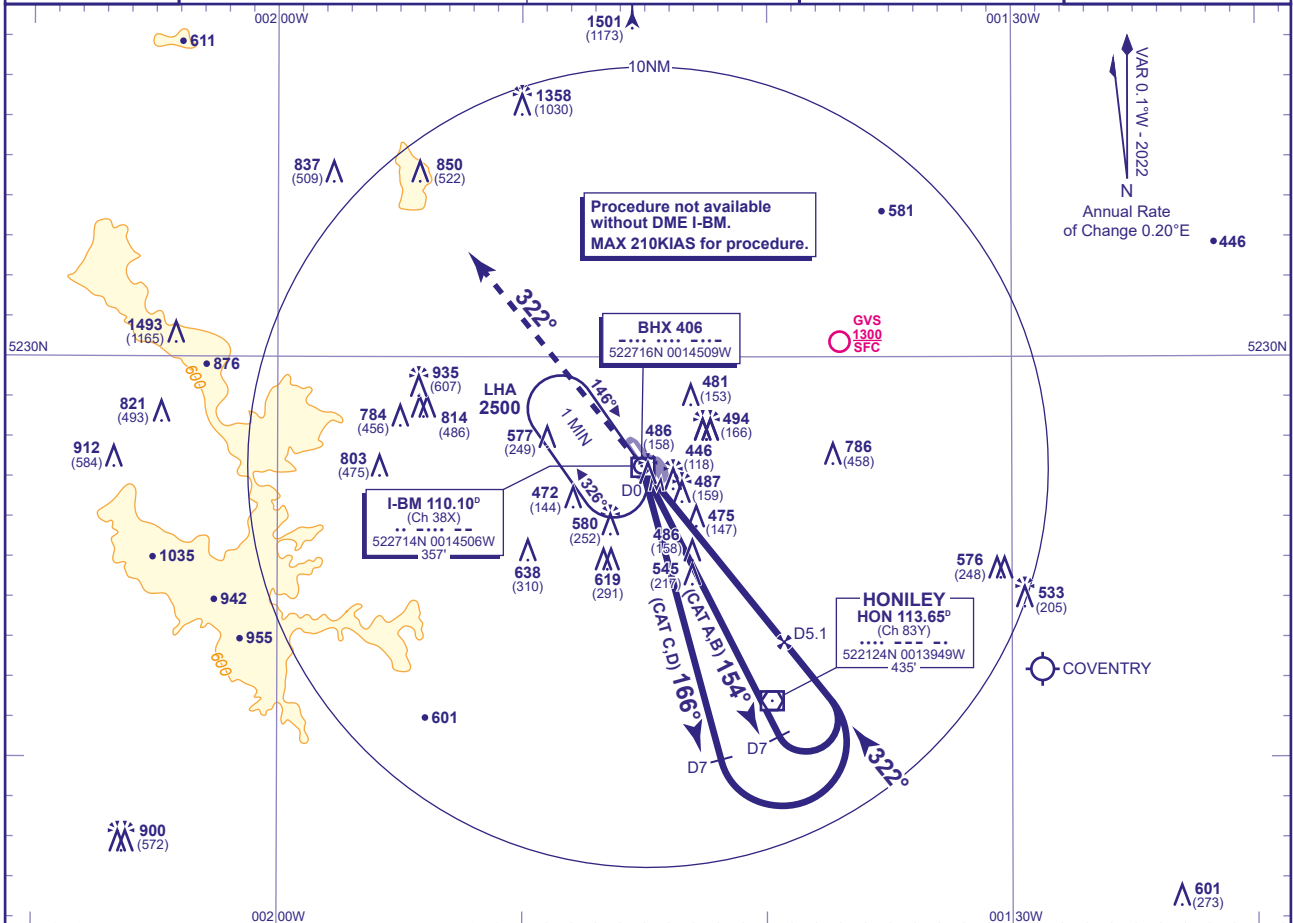 002 00W
1501
(1173)
001 30W
611
10NM
VAR 0.1°W - 2022
N
Annual Rate
of Change 0.20°E
1358
(1030)
837
(509)
850
(522)
Procedure not available
without DME I-BM.
MAX 210KIAS for procedure.
581
446
322°
GVS
1300
SFC
BHX 406
-··· ···· -··-
522716N 0014509W
1493
(1165)
5230N
5230N
876
600
935
(607)
LHA
2500
146°
481
(153)
821
(493)
784
(456)
814
(486)
1 MIN
494
(166)
577
(249)
486
(158)
912
(584)
446
(118)
786
(458)
803
(475)
D0
487
(159)
I-BM 110.10ᴰ
(Ch 38X)
·· -··· --
522714N 0014506W
357'
472
(144)
326°
475
(147)
580
(252)
486
(158)
1035
638
(310)
619
(291)
545
576
(248)
533
(205)
942
(CAT C,D) 166°
(CAT A,B) 154°
HONILEY
HON 113.65ᴰ
(Ch 83Y)
···· --- -·
522124N 0013949W
435'
955
D5.1
600
COVENTRY
601
D7
D7
322°
900
(572)
601
(273)
002 00W
001 30W